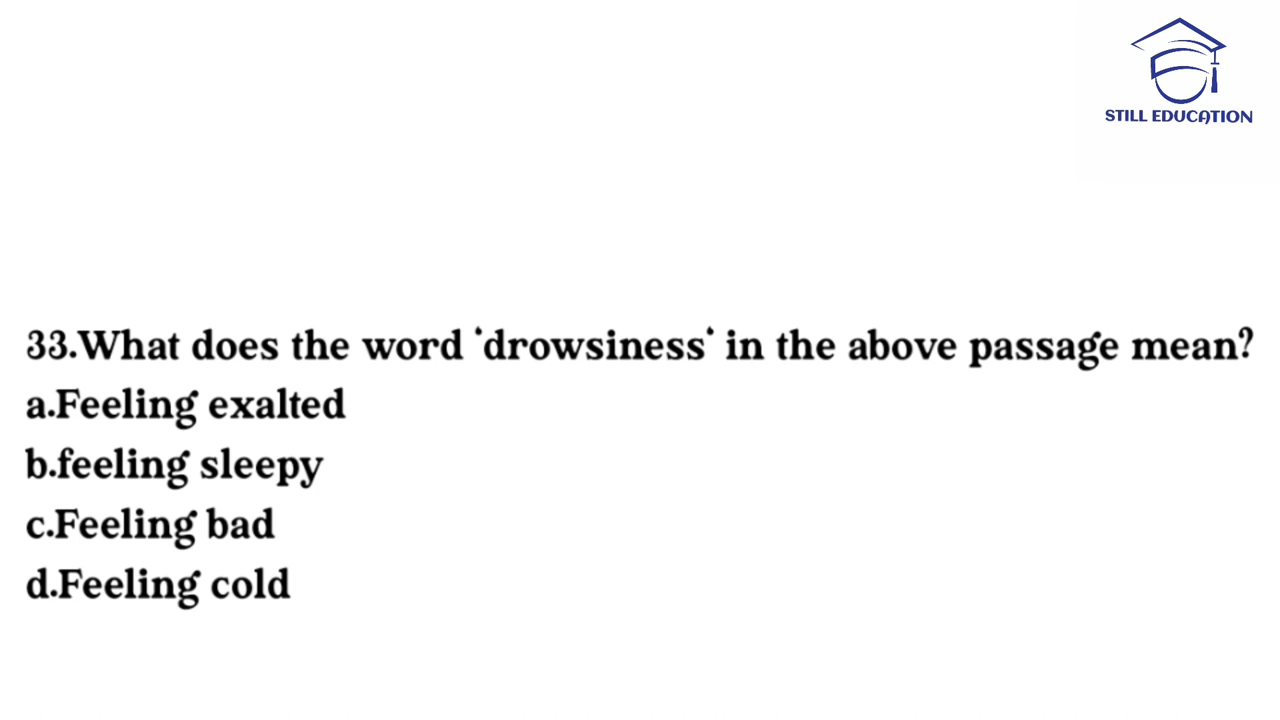 STILL EDUCATION
33.What does the word ‛drowsiness‛ in the above passage mean?
a.Feeling exalted
b.feeling sleepy
c.Feeling bad
d.Feeling cold